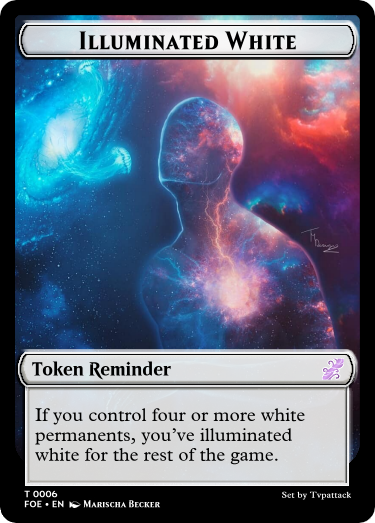 Illuminated White
Token Reminder
If you control four or more white
permanents, you've illuminated
white for the rest of the game.
T 0006
FOE • EN Marischa Becker
Set by Tvpattack